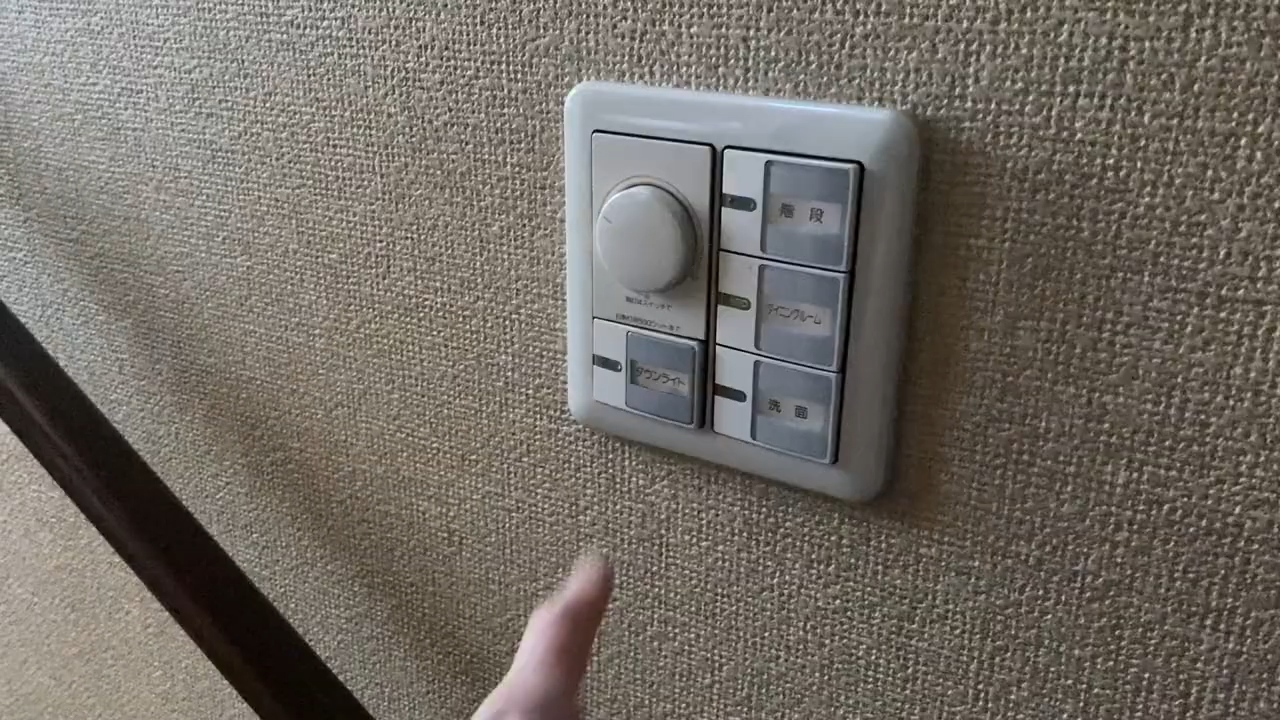 階 段
ダイニングルーム
ダウンライト
洗 面